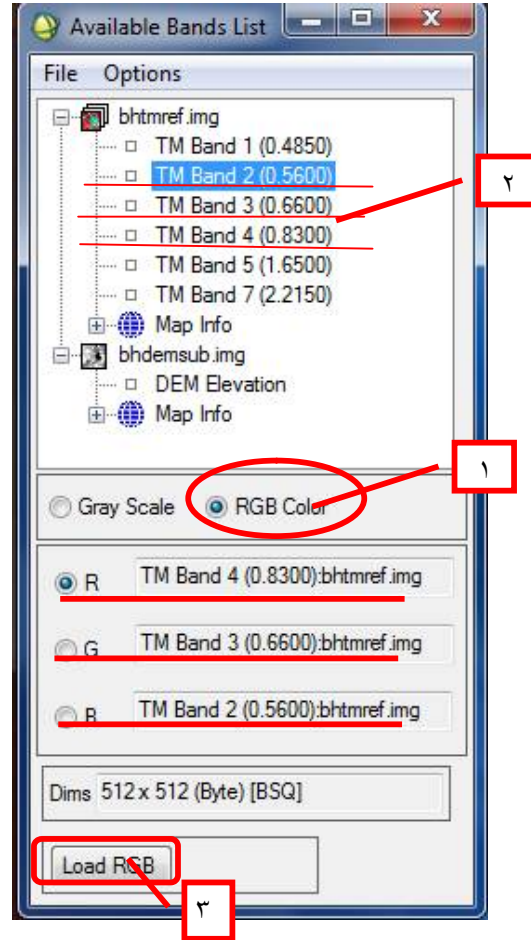 Available Bands List
File Options
bhtmref.img
TM Band 1 (0.4850)
TM Band 2 (0.5600)
TM Band 3 (0.6600)
TM Band 4 (0.8300)
TM Band 5 (1.6500)
TM Band 7 (2.2150)
Map Info
bhdemsub.img
DEM Elevation
Map Info
٢
١
Gray Scale RGB Color
R TM Band 4 (0.8300):bhtmref.img
G TM Band 3 (0.6600):bhtmref.img
B TM Band 2 (0.5600):bhtmref.img
Dims 512 x 512 (Byte) [BSQ]
Load RGB
٣